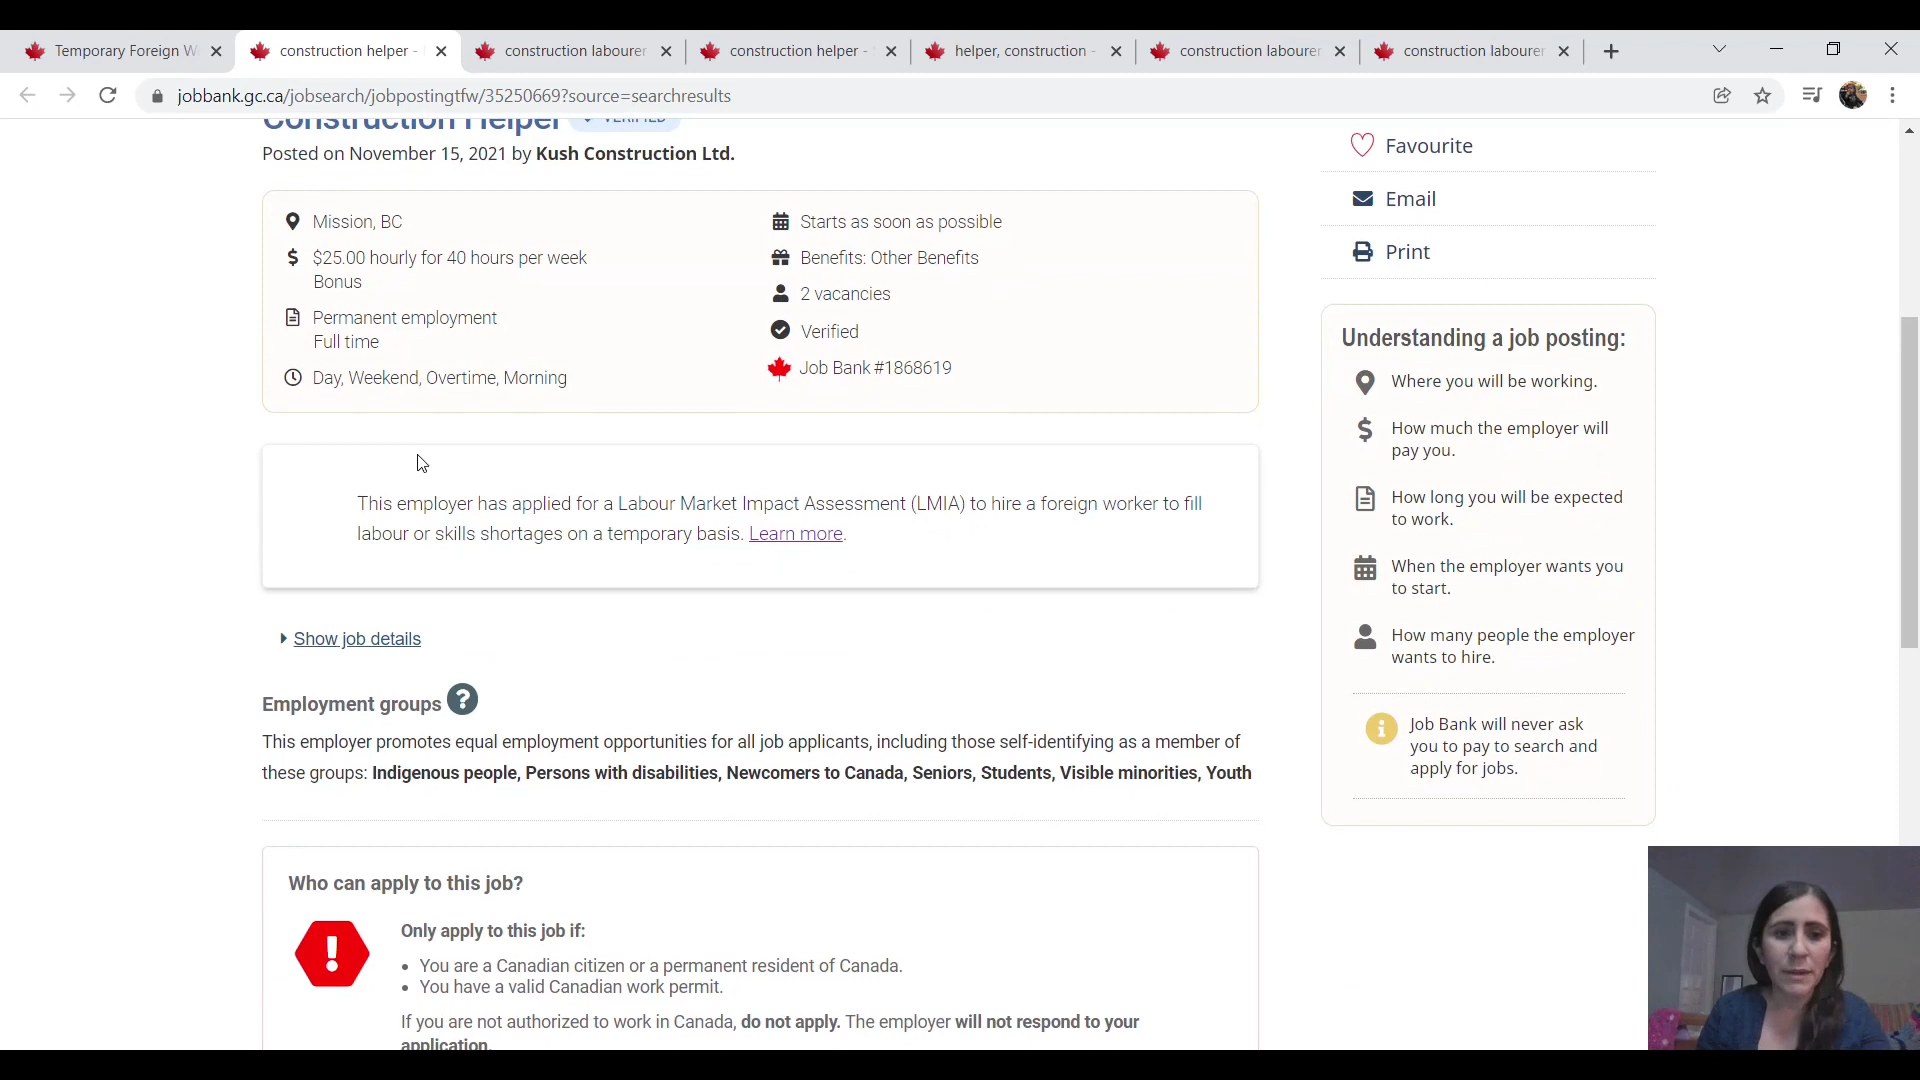 Temporary Foreign W
construction helper -
construction labourer
construction helper -
helper, construction -
construction labourer
construction labourer
jobbank.gc.ca/jobsearch/jobpostingtfw/35250669?source=searchresults
Construction Helper VERIFIED
Posted on November 15, 2021 by Kush Construction Ltd.
Mission, BC
$25.00 hourly for 40 hours per week
Bonus
Permanent employment
Full time
Day, Weekend, Overtime, Morning
Starts as soon as possible
Benefits: Other Benefits
2 vacancies
Verified
Job Bank #1868619
This employer has applied for a Labour Market Impact Assessment (LMIA) to hire a foreign worker to fill
labour or skills shortages on a temporary basis. Learn more.
Show job details
Employment groups ?
This employer promotes equal employment opportunities for all job applicants, including those self-identifying as a member of
these groups: Indigenous people, Persons with disabilities, Newcomers to Canada, Seniors, Students, Visible minorities, Youth
Who can apply to this job?
Only apply to this job if:
• You are a Canadian citizen or a permanent resident of Canada.
• You have a valid Canadian work permit.
If you are not authorized to work in Canada, do not apply. The employer will not respond to your
application.
Favourite
Email
Print
Understanding a job posting:
Where you will be working.
How much the employer will
pay you.
How long you will be expected
to work.
When the employer wants you
to start.
How many people the employer
wants to hire.
Job Bank will never ask
you to pay to search and
apply for jobs.